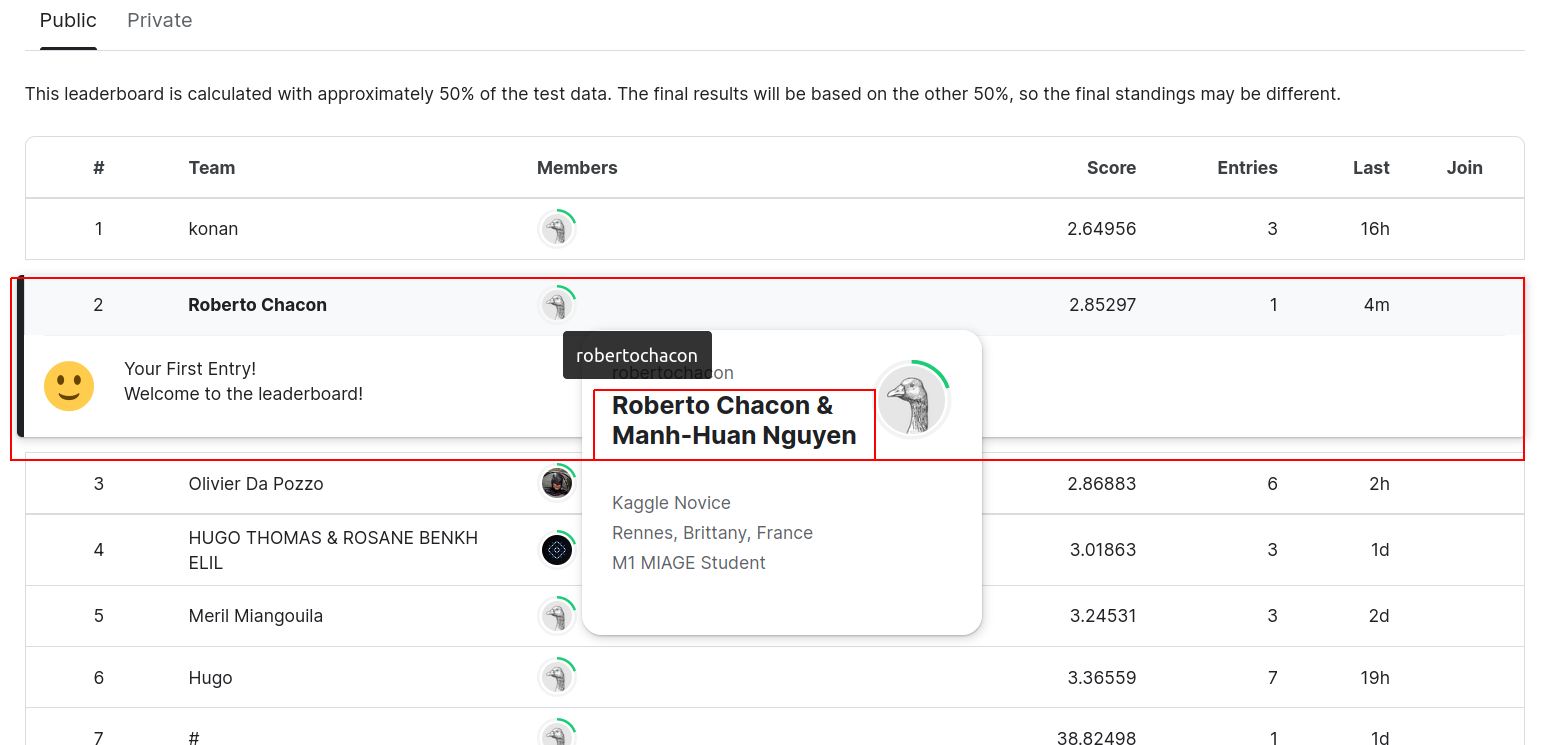 Public Private
This leaderboard is calculated with approximately 50% of the test data. The final results will be based on the other 50%, so the final standings may be different.
# Team Members Score Entries Last Join
1 konan 2.64956 3 16h
2 Roberto Chacon 2.85297 1 4m
Your First Entry!
Welcome to the leaderboard!
robertochacon
robertochacon
Roberto Chacon &
Manh-Huan Nguyen
Kaggle Novice
Rennes, Brittany, France
M1 MIAGE Student
3 Olivier Da Pozzo 2.86883 6 2h
4 HUGO THOMAS & ROSANE BENKH
ELIL 3.01863 3 1d
5 Meril Miangouila 3.24531 3 2d
6 Hugo 3.36559 7 19h
7 # 38.82498 1 1d